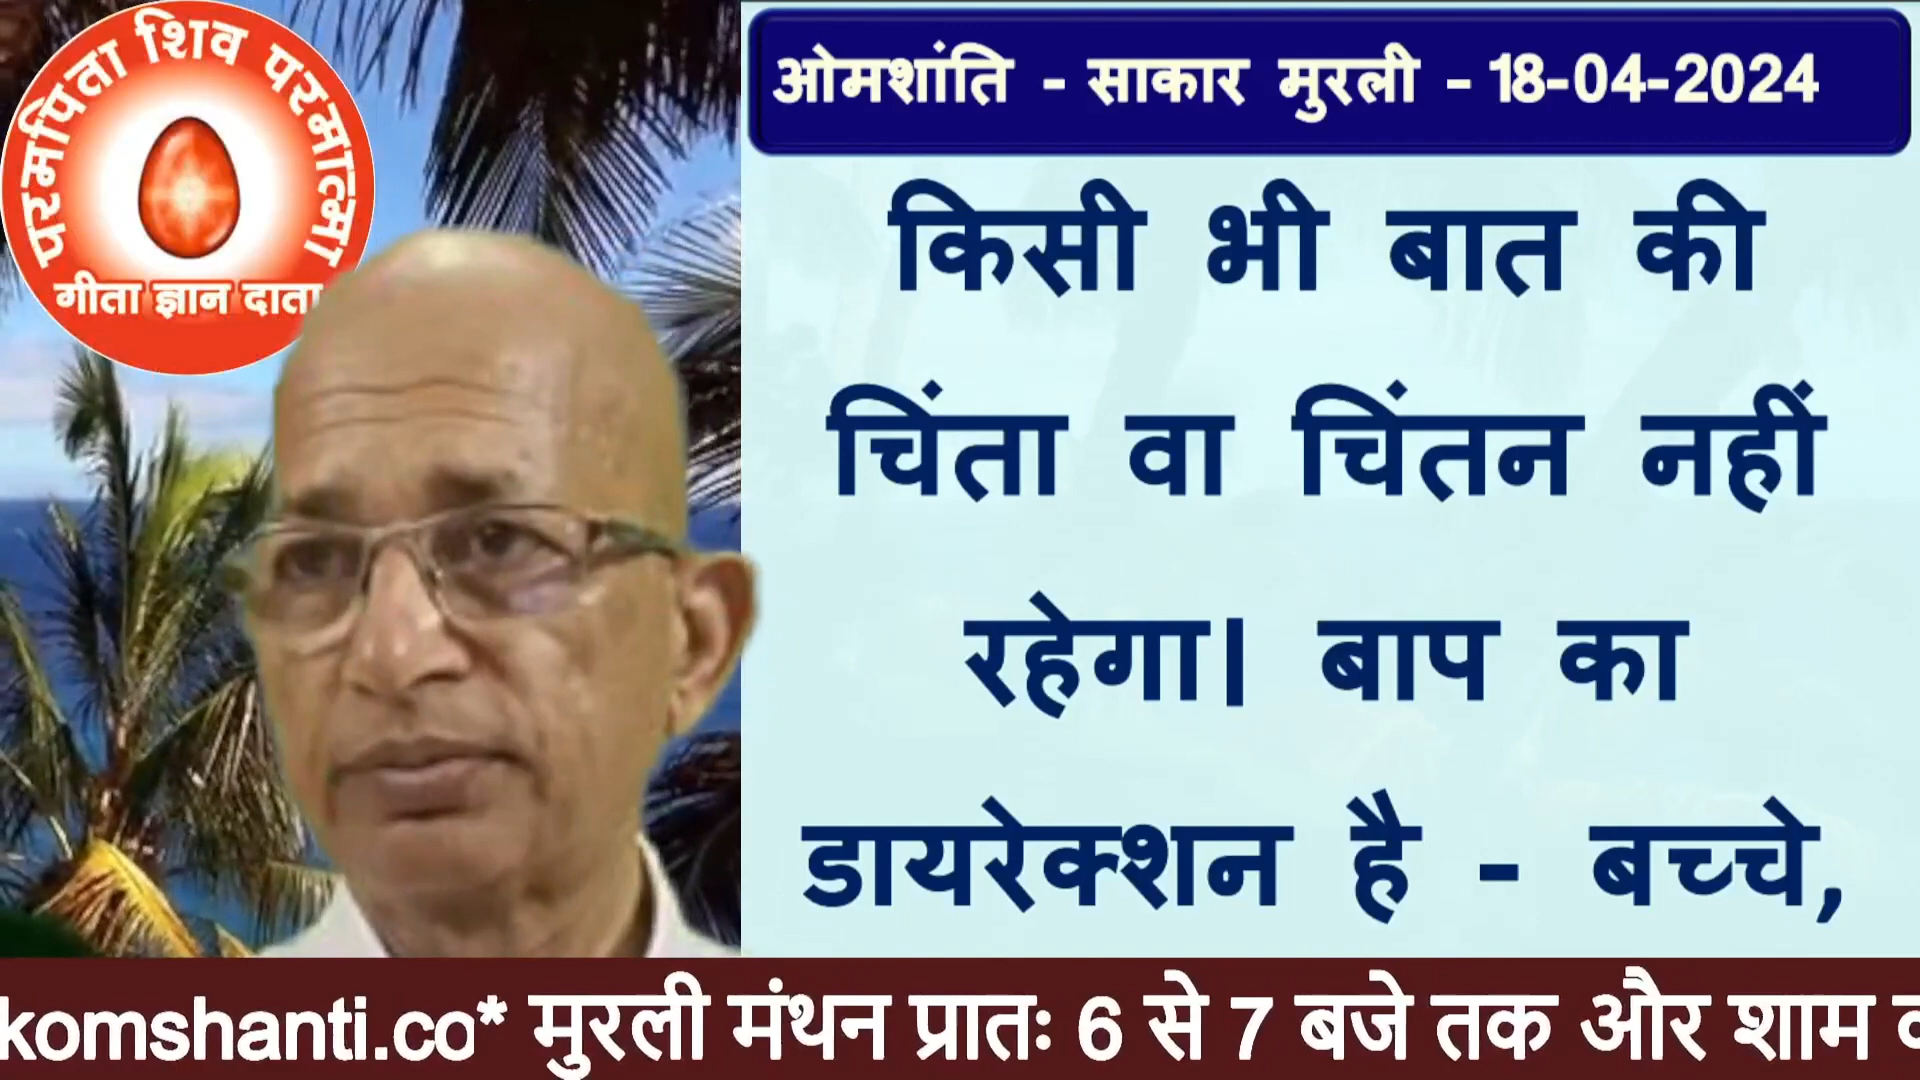 परमपिता शिव परमात्मा
गीता ज्ञान दाता
ओमशांति - साकार मुरली - 18-04-2024
किसी भी बात की
चिंता वा चिंतन नहीं
रहेगा। बाप का
डायरेक्शन है - बच्चे,
komshanti.co* मुरली मंथन प्रातः 6 से 7 बजे तक और शाम